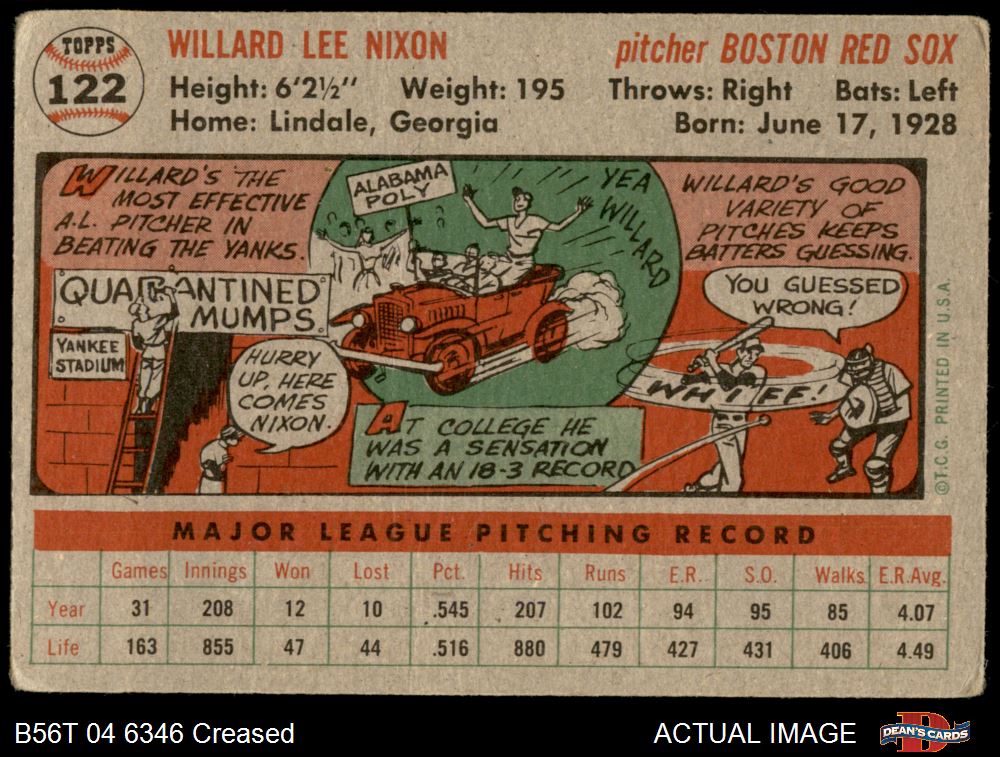 TOPPS
122
WILLARD LEE NIXON
pitcher BOSTON RED SOX
Height: 6'2½" Weight: 195 Throws: Right Bats: Left
Home: Lindale, Georgia Born: June 17, 1928
WILLARD'S THE
MOST EFFECTIVE
A.L. PITCHER IN
BEATING THE YANKS.
QUARANTINED
MUMPS.
YANKEE
STADIUM
HURRY
UP, HERE
COMES
NIXON.
ALABAMA
POLY
YEA
WILLARD
AT COLLEGE HE
WAS A SENSATION
WITH AN 18-3 RECORD
WILLARD'S GOOD
VARIETY OF
PITCHES KEEPS
BATTERS GUESSING.
YOU GUESSED
WRONG!
WHIFF!
©T.C.G. PRINTED IN U.S.A.
MAJOR LEAGUE PITCHING RECORD
Games Innings Won Lost Pct. Hits Runs E.R. S.O. Walks E.R.Avg.
Year 31 208 12 10 .545 207 102 94 95 85 4.07
Life 163 855 47 44 .516 880 479 427 431 406 4.49
B56T 04 6346 Creased
ACTUAL IMAGE
D
DEAN'S CARDS